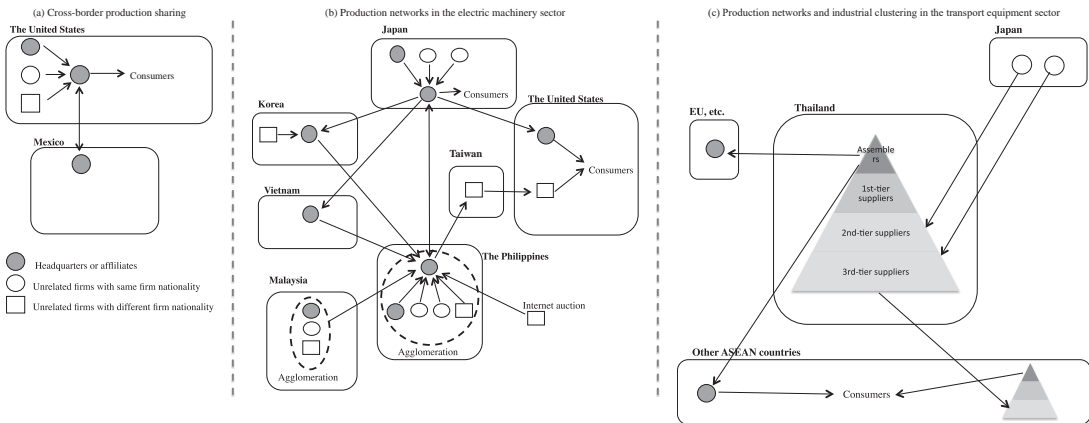 (a) Cross-border production sharing
The United States
Consumers
Mexico
Headquarters or affiliates
Unrelated firms with same firm nationality
Unrelated firms with different firm nationality
(b) Production networks in the electric machinery sector
Japan
Consumers
Korea
The United States
Taiwan
Consumers
Vietnam
The Philippines
Malaysia
Internet auction
Agglomeration
Agglomeration
(c) Production networks and industrial clustering in the transport equipment sector
Japan
EU, etc.
Thailand
Assemble
rs
1st-tier
suppliers
2nd-tier suppliers
3rd-tier suppliers
Other ASEAN countries
Consumers